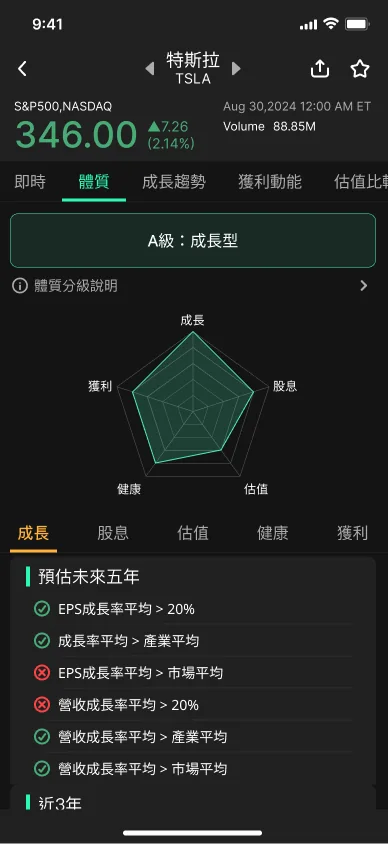 9:41
特斯拉
TSLA
S&P500,NASDAQ
Aug 30,2024 12:00 AM ET
346.00
▲7.26
(2.14%)
Volume 88.85M
即時 體質 成長趨勢 獲利動能 估值比較
A級：成長型
體質分級說明
成長
獲利
股息
健康
估值
成長 股息 估值 健康 獲利
預估未來五年
EPS成長率平均 > 20%
成長率平均 > 產業平均
EPS成長率平均 > 市場平均
營收成長率平均 > 20%
營收成長率平均 > 產業平均
營收成長率平均 > 市場平均
近3年